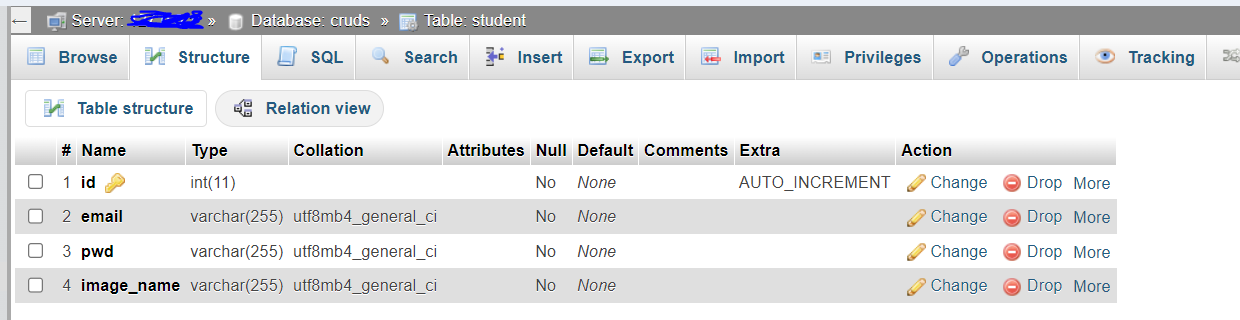 ← Server: » Database: cruds » Table: student
Browse Structure SQL Search Insert Export Import Privileges Operations Tracking
Table structure Relation view
# Name Type Collation Attributes Null Default Comments Extra Action
1 id int(11) No None AUTO_INCREMENT Change Drop More
2 email varchar(255) utf8mb4_general_ci No None Change Drop More
3 pwd varchar(255) utf8mb4_general_ci No None Change Drop More
4 image_name varchar(255) utf8mb4_general_ci No None Change Drop More